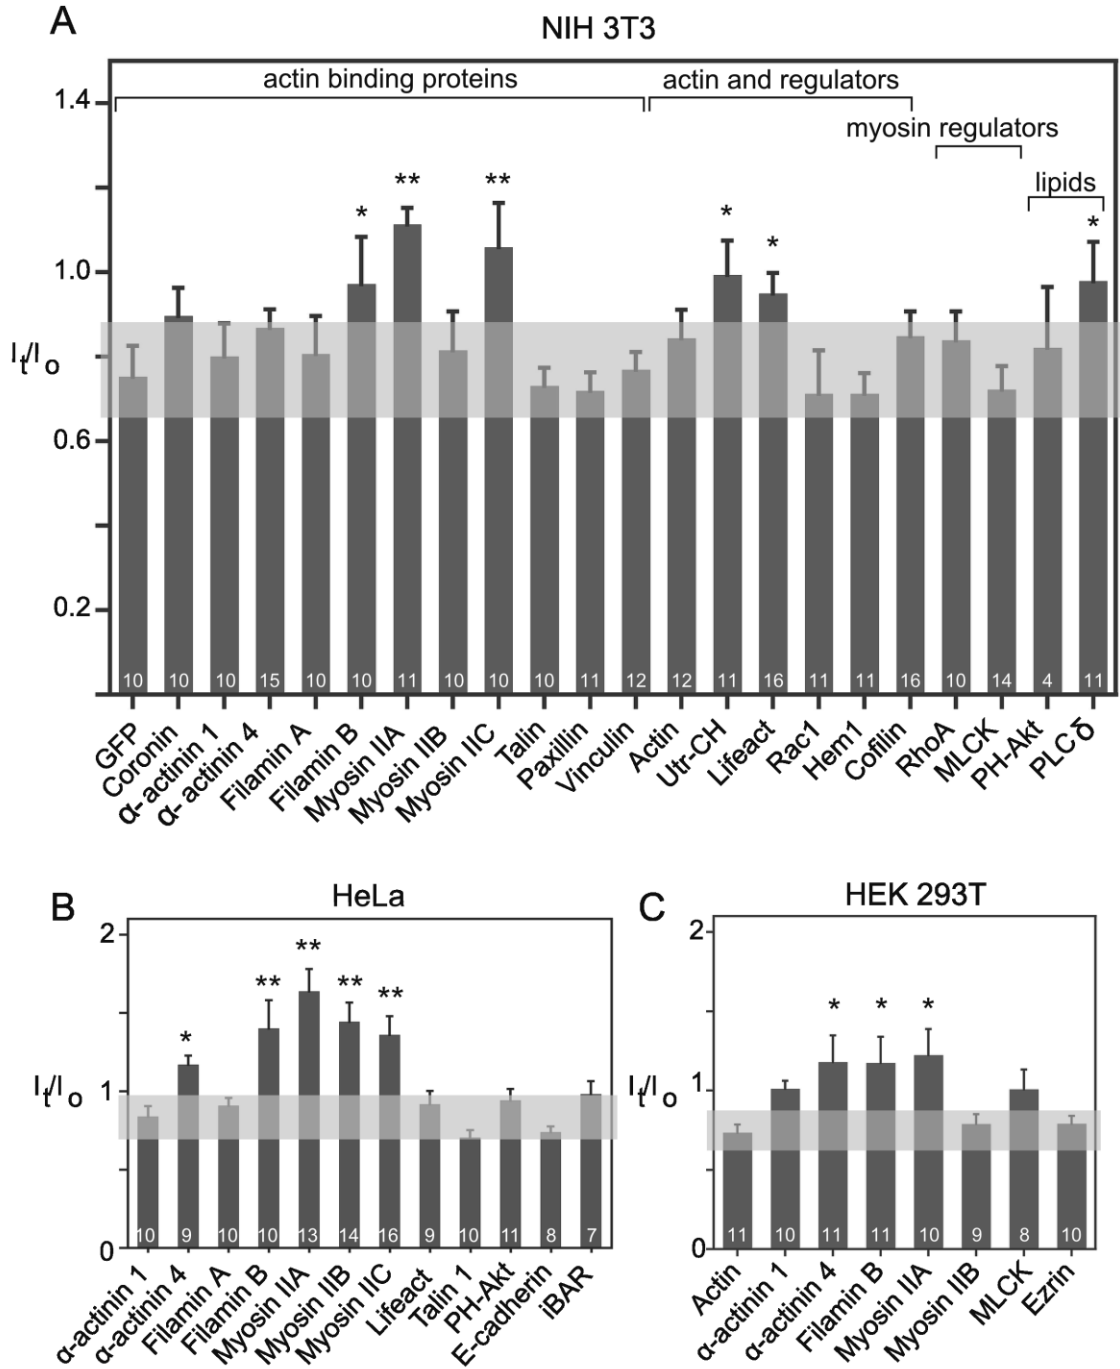 A
NIH 3T3
actin binding proteins
actin and regulators
myosin regulators
lipids
1.4
1.0
0.6
0.2
It/Io
* ** ** * * *
10 10 10 15 10 10 11 10 10 10 11 12 12 11 16 11 11 16 10 14 4 11
GFP
Coronin
α- actinin 1
α- actinin 4
Filamin A
Filamin B
Myosin IIA
Myosin IIB
Myosin IIC
Talin
Paxillin
Vinculin
Actin
Utr-CH
Lifeact
Rac1
Hem1
Cofilin
RhoA
MLCK
PH-Akt
PLC δ
B
HeLa
2
1
0
It/Io
* ** ** ** **
10 9 10 10 13 14 16 9 10 11 8 7
α-actinin 1
α-actinin 4
Filamin A
Filamin B
Myosin IIA
Myosin IIB
Myosin IIC
Lifeact
Talin 1
PH-Akt
E-cadherin
iBAR
C
HEK 293T
2
1
0
It/Io
* * *
11 10 11 11 10 9 8 10
Actin
α-actinin 1
α-actinin 4
Filamin B
Myosin IIA
Myosin IIB
MLCK
Ezrin